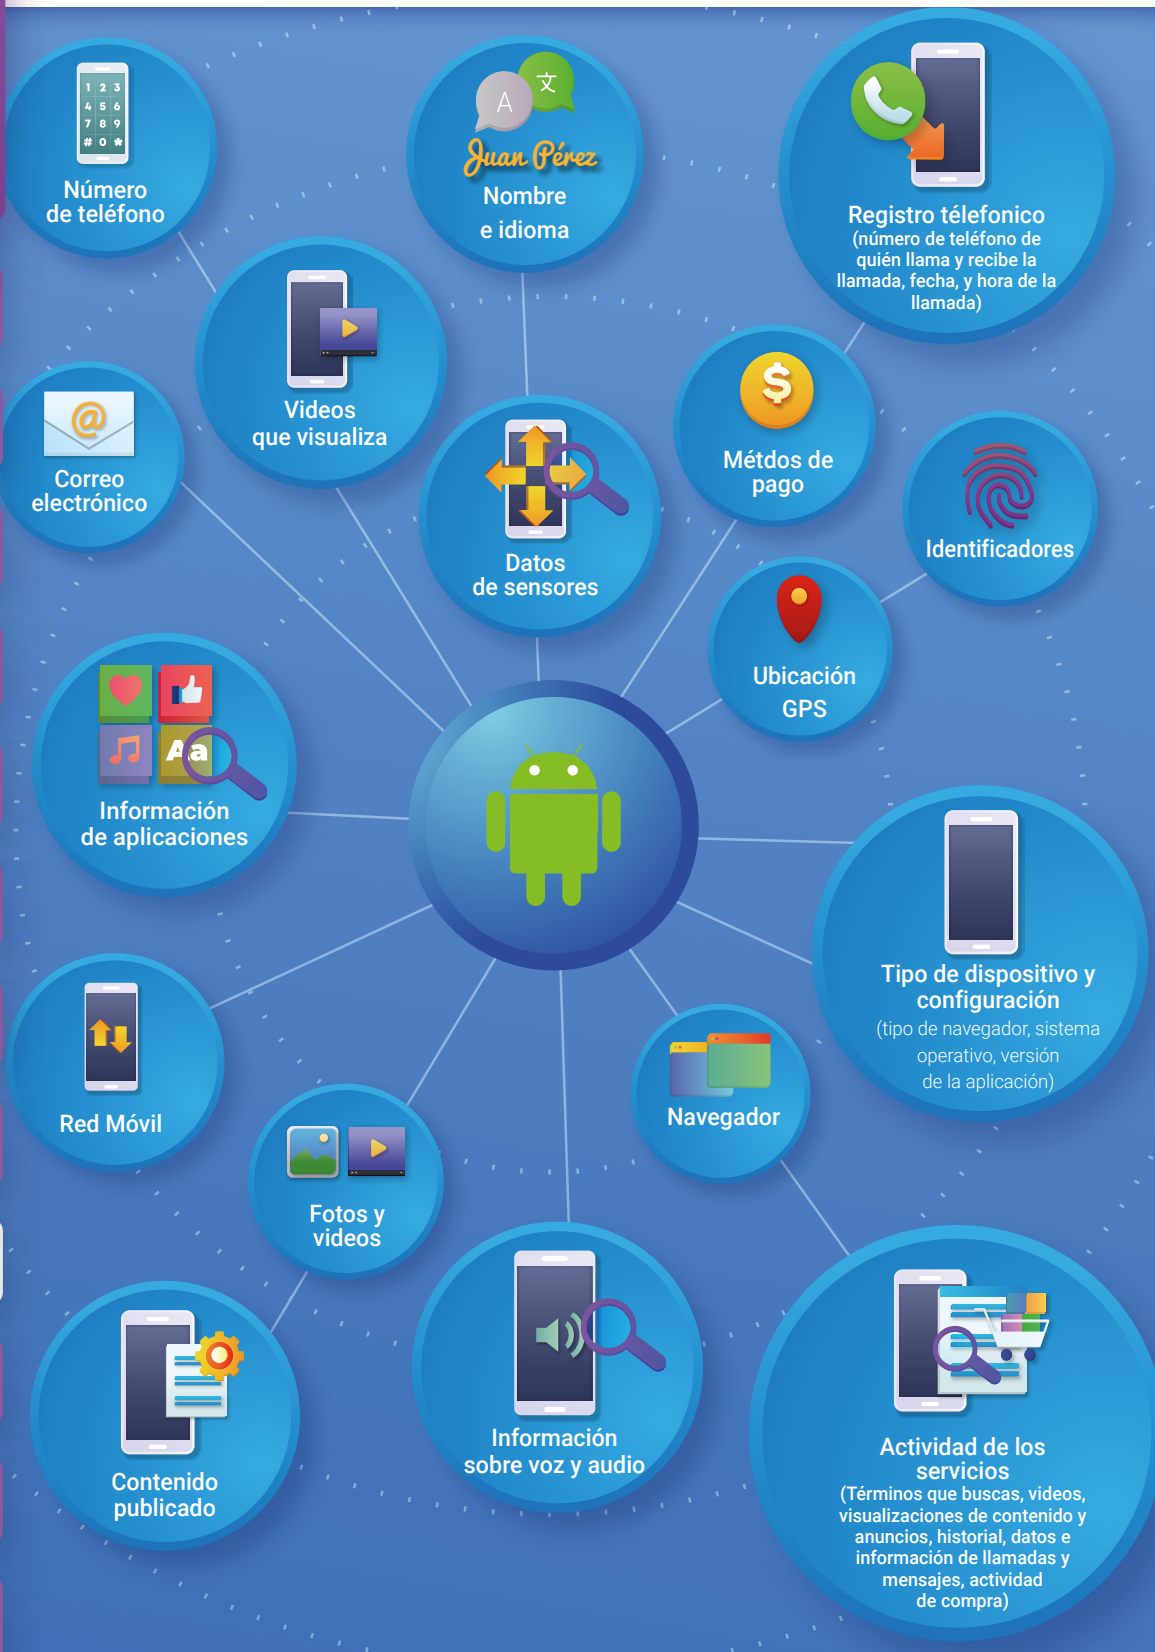 1 2 3
4 5 6
7 8 9
# 0 *
Número
de teléfono
A 文
Juan Pérez
Nombre
e idioma
Registro télefonico
(número de teléfono de
quién llama y recibe la
llamada, fecha, y hora de la
llamada)
Videos
que visualiza
$
Métdos de
pago
@
Correo
electrónico
Datos
de sensores
Identificadores
Ubicación
GPS
Aa
Información
de aplicaciones
Tipo de dispositivo y
configuración
(tipo de navegador, sistema
operativo, versión
de la aplicación)
Red Móvil
Navegador
Fotos y
videos
Contenido
publicado
Información
sobre voz y audio
Actividad de los
servicios
(Términos que buscas, videos,
visualizaciones de contenido y
anuncios, historial, datos e
información de llamadas y
mensajes, actividad
de compra)